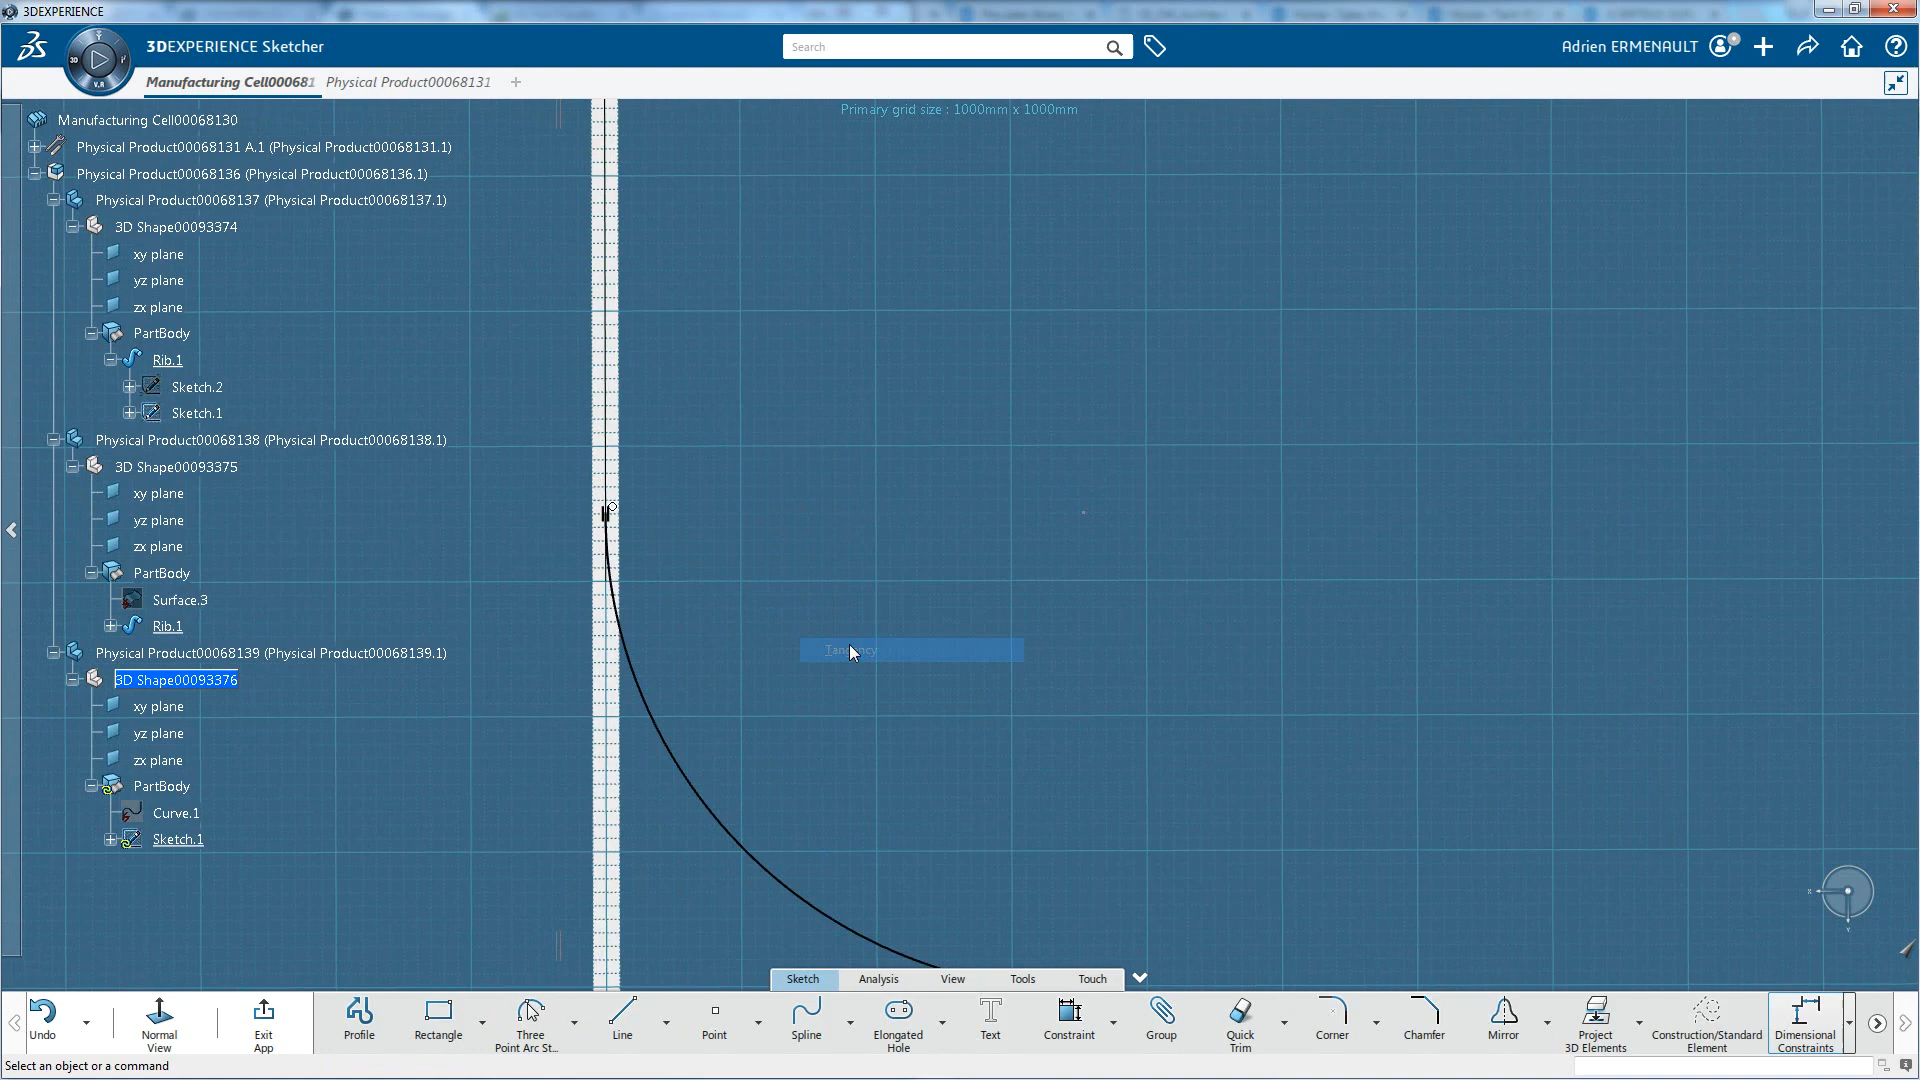 3DEXPERIENCE
3DEXPERIENCE Sketcher
Search
Adrien ERMENAULT
3D
V.R
Manufacturing Cell000681
Physical Product00068131
Primary grid size : 1000mm x 1000mm
Manufacturing Cell00068130
Physical Product00068131 A.1 (Physical Product00068131.1)
Physical Product00068136 (Physical Product00068136.1)
Physical Product00068137 (Physical Product00068137.1)
3D Shape00093374
xy plane
yz plane
zx plane
PartBody
Rib.1
Sketch.2
Sketch.1
Physical Product00068138 (Physical Product00068138.1)
3D Shape00093375
xy plane
yz plane
zx plane
PartBody
Surface.3
Rib.1
Physical Product00068139 (Physical Product00068139.1)
Tangency
3D Shape00093376
xy plane
yz plane
zx plane
PartBody
Curve.1
Sketch.1
Sketch Analysis View Tools Touch
Undo
Normal View
Exit App
Profile
Rectangle
Three Point Arc St...
Line
Point
Spline
Elongated Hole
Text
Constraint
Group
Quick Trim
Corner
Chamfer
Mirror
Project 3D Elements
Construction/Standard Element
Dimensional Constraints
Select an object or a command